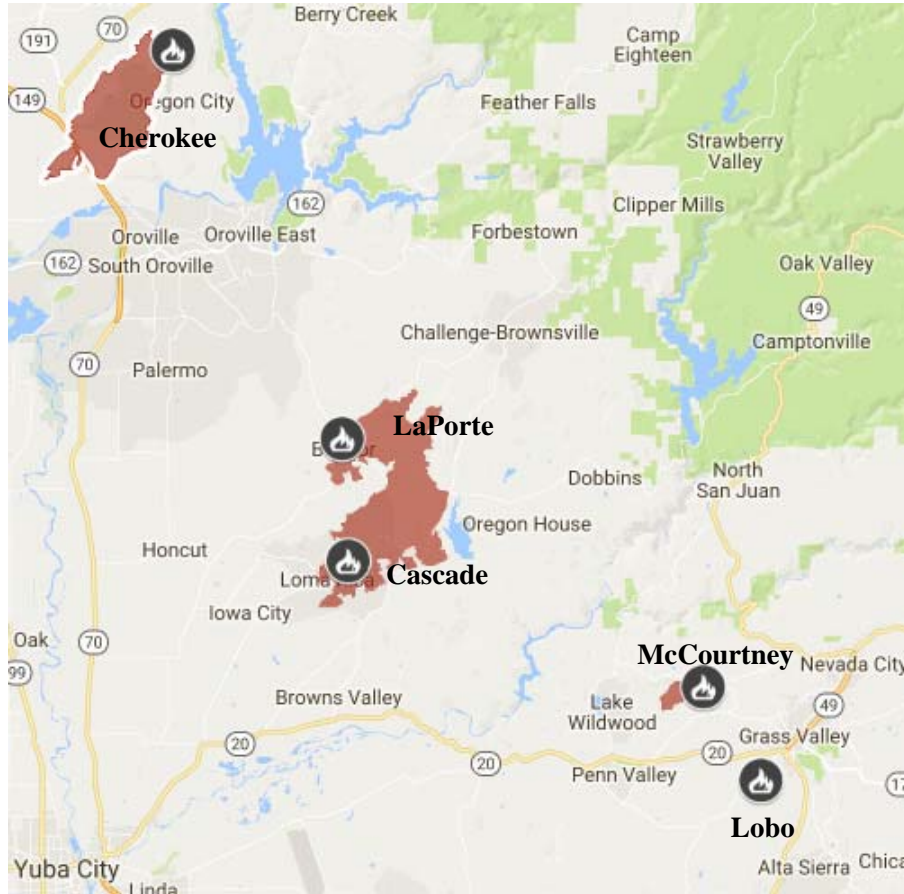 70
Berry Creek
191
Camp
Eighteen
149
Oregon City
Feather Falls
Cherokee
Strawberry
Valley
162
Clipper Mills
Oroville
Oroville East
Forbestown
162
South Oroville
Oak Valley
49
Challenge-Brownsville
Camptonville
70
Palermo
LaPorte
Dobbins
North
San Juan
Oregon House
Honcut
Cascade
Iowa City
Oak
70
99
McCourtney
Nevada City
Browns Valley
Lake
Wildwood
49
20
20
20
Grass Valley
Penn Valley
17
Lobo
Yuba City
Alta Sierra
Chica
Linda